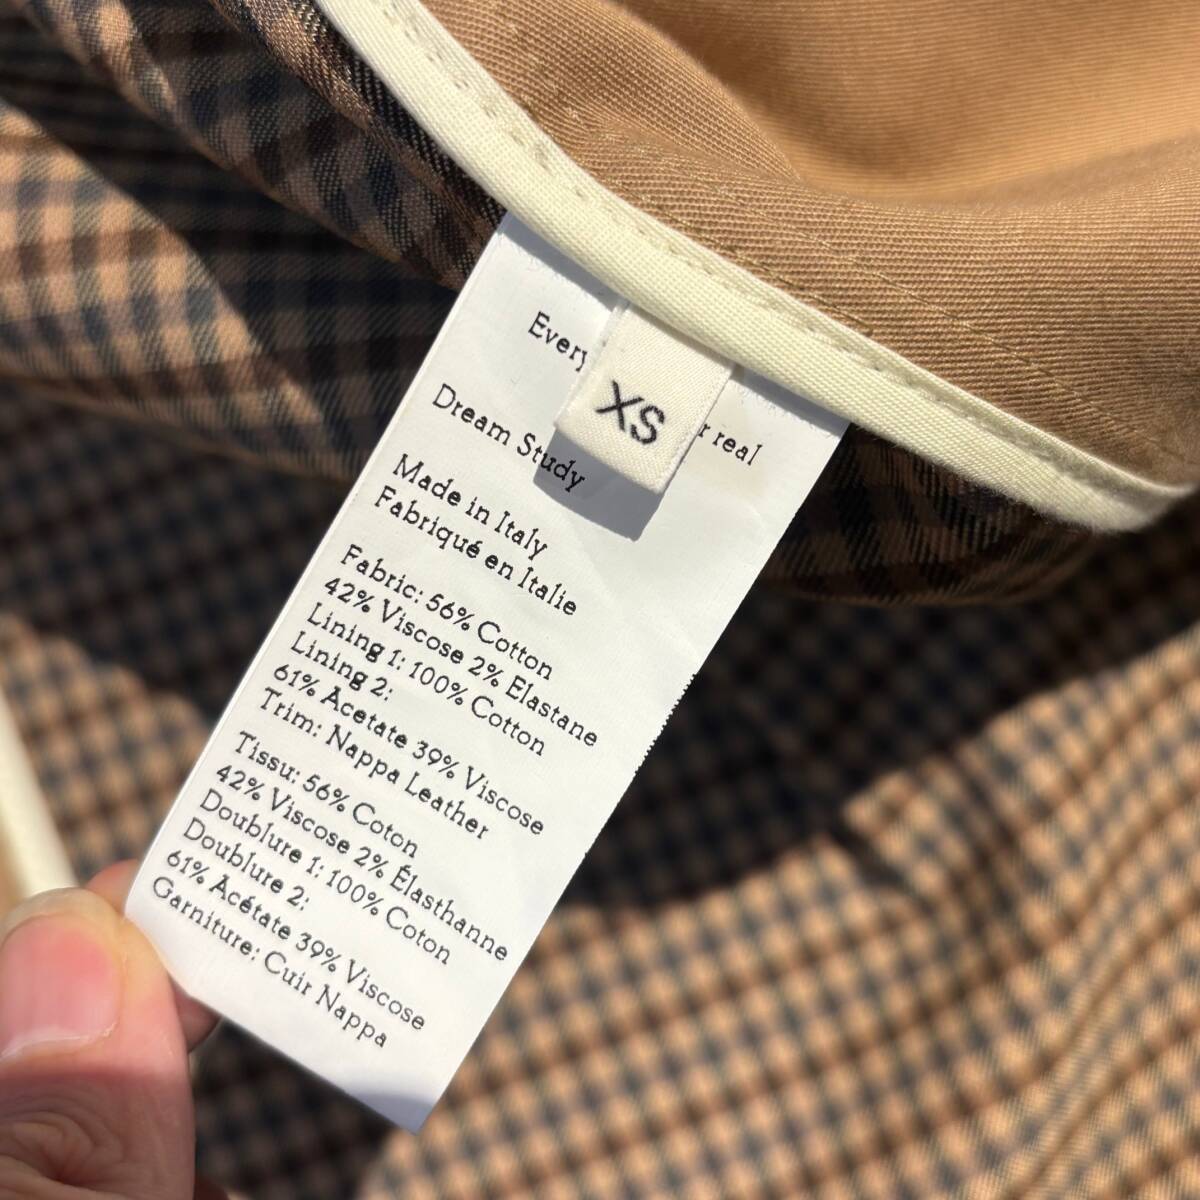 XS
r real
Dream Study
Made in Italy
Fabriqué en Italie
Fabric: 56% Cotton
42% Viscose 2% Elastane
Lining 1: 100% Cotton
Lining 2:
61% Acetate 39% Viscose
Trim: Nappa Leather
Tissu: 56% Coton
42% Viscose 2% Élasthanne
Doublure 1: 100% Coton
Doublure 2:
61% Acétate 39% Viscose
Garniture: Cuir Nappa